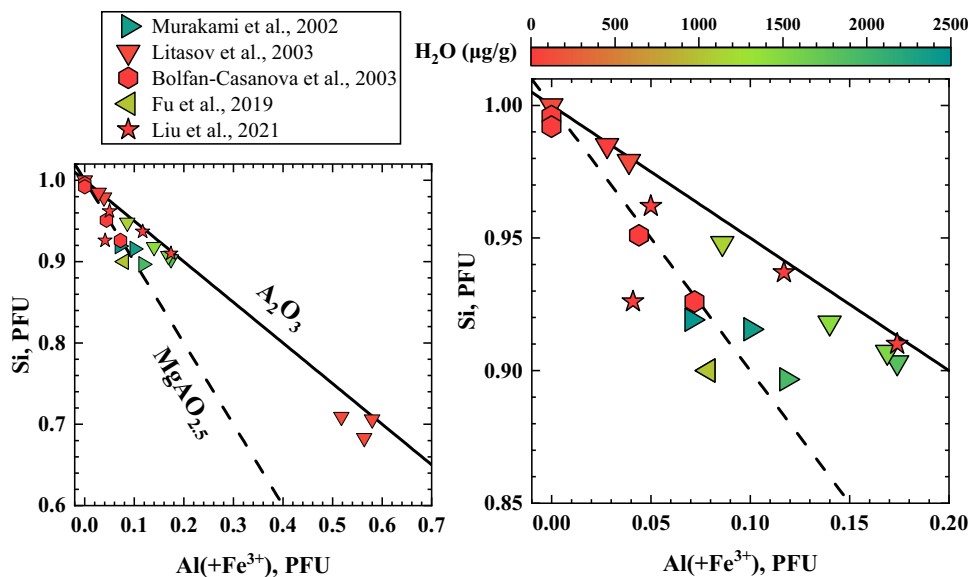 Murakami et al., 2002
Litasov et al., 2003
Bolfan-Casanova et al., 2003
Fu et al., 2019
Liu et al., 2021
1.0
0.9
0.8
0.7
0.6
Si, PFU
A₂O₃
MgAO₂.₅
0.0 0.1 0.2 0.3 0.4 0.5 0.6 0.7
Al(+Fe³⁺), PFU
0 500 1000 1500 2000 2500
H₂O (µg/g)
1.00
0.95
0.90
0.85
Si, PFU
0.00 0.05 0.10 0.15 0.20
Al(+Fe³⁺), PFU